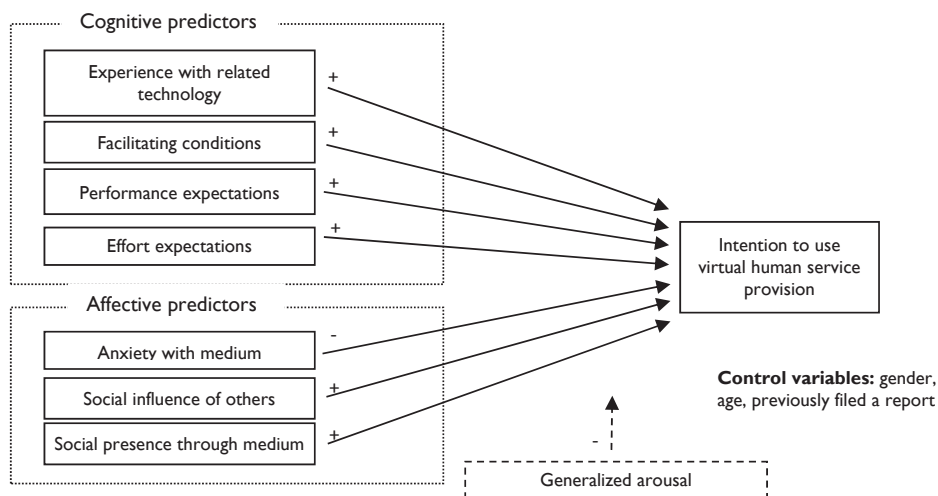 Cognitive predictors
Experience with related
technology
+
Facilitating conditions
+
Performance expectations
+
Effort expectations
+
Affective predictors
Anxiety with medium
-
Social influence of others
+
Social presence through medium
+
Intention to use
virtual human service
provision
Control variables: gender,
age, previously filed a report
-
Generalized arousal